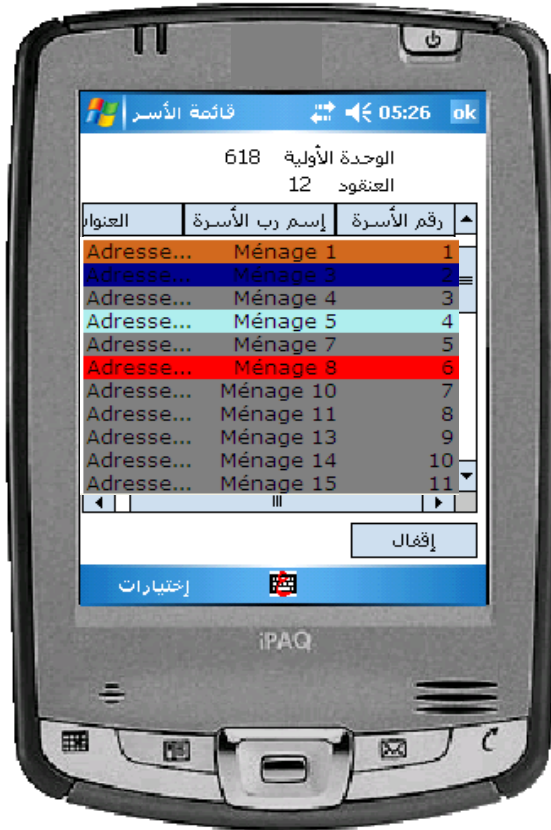 قائمة الأسر 05:26 ok
الوحدة الأولية 618
العنقود 12
رقم الأسرة إسم رب الأسرة العنوا
1 Ménage 1 Adresse...
2 Ménage 3 Adresse...
3 Ménage 4 Adresse...
4 Ménage 5 Adresse...
5 Ménage 7 Adresse...
6 Ménage 8 Adresse...
7 Ménage 10 Adresse...
8 Ménage 11 Adresse...
9 Ménage 13 Adresse...
10 Ménage 14 Adresse...
11 Ménage 15 Adresse...
إقفال
إختيارات
iPAQ